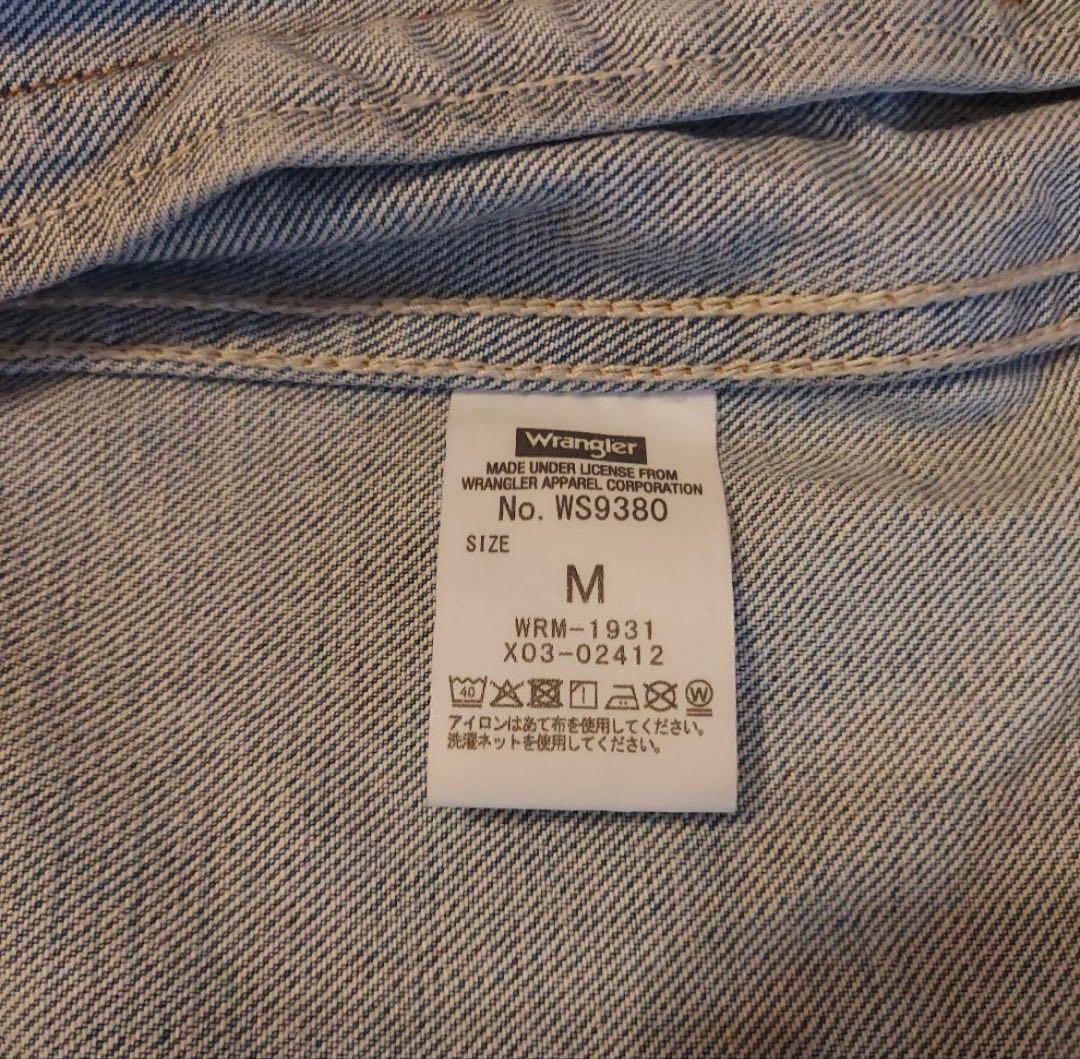 Wrangler
MADE UNDER LICENSE FROM
WRANGLER APPAREL CORPORATION
No. WS9380
SIZE
M
WRM-1931
X03-02412
40 W
アイロンはあて布を使用してください。
洗濯ネットを使用してください。